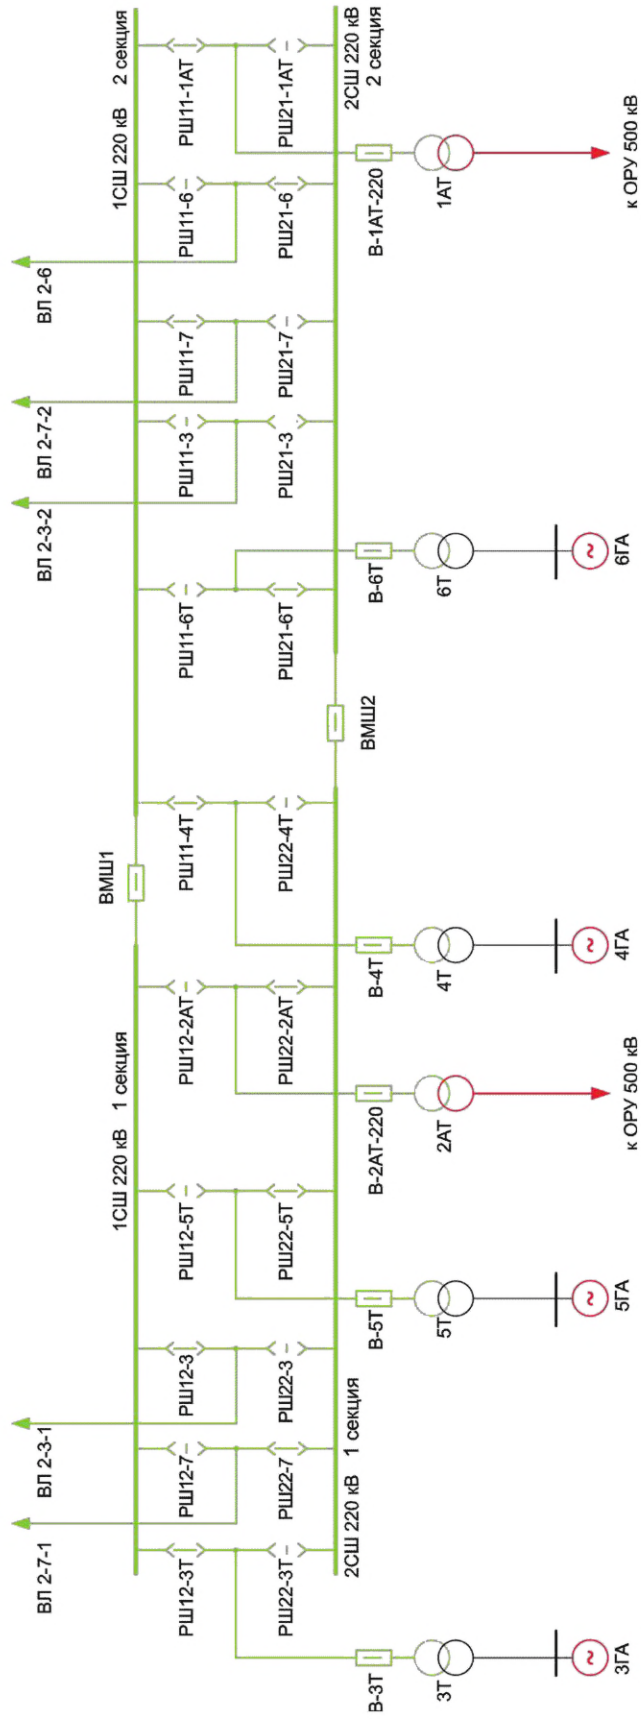 ВЛ 2-7-1
ВЛ 2-3-1
ВЛ 2-3-2
ВЛ 2-7-2
ВЛ 2-6
1СШ 220 кВ 1 секция
ВМШ1
1СШ 220 кВ 2 секция
РШ12-3Т
РШ12-7
РШ12-3
РШ12-5Т
РШ12-2АТ
РШ11-4Т
РШ11-6Т
РШ11-3
РШ11-7
РШ11-6
РШ11-1АТ
РШ22-3Т
РШ22-7
РШ22-3
РШ22-5Т
РШ22-2АТ
РШ22-4Т
РШ21-6Т
РШ21-3
РШ21-7
РШ21-6
РШ21-1АТ
2СШ 220 кВ 1 секция
ВМШ2
2СШ 220 кВ
2 секция
В-3Т
В-5Т
В-2АТ-220
В-4Т
В-6Т
В-1АТ-220
3Т
5Т
2АТ
4Т
6Т
1АТ
3ГА
5ГА
к ОРУ 500 кВ
4ГА
6ГА
к ОРУ 500 кВ